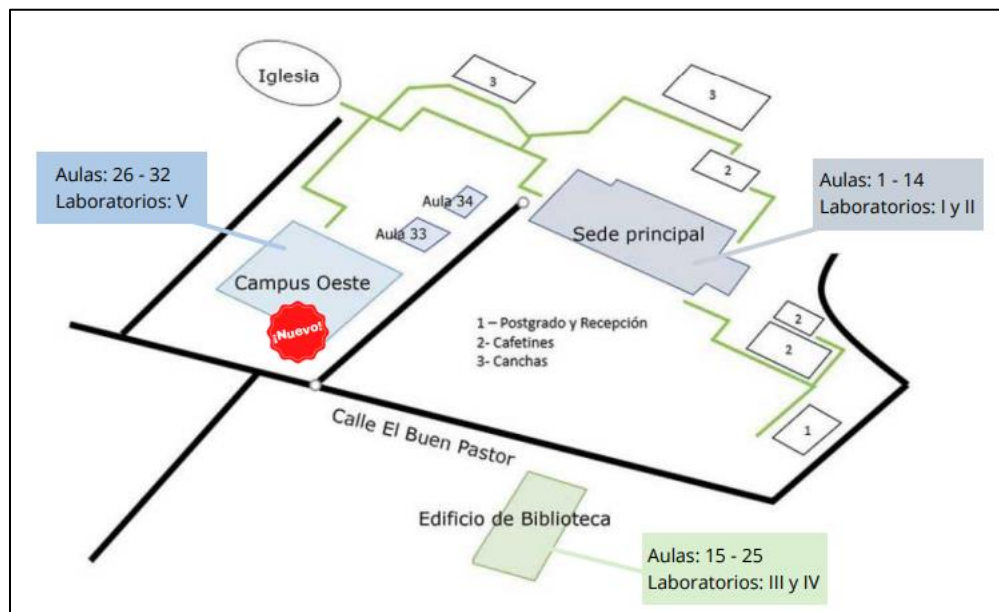 Iglesia
3
3
Aulas: 26 - 32
Laboratorios: V
2
Aulas: 1 - 14
Laboratorios: I y II
Aula 34
Aula 33
Sede principal
Campus Oeste
¡Nuevo!
1 – Postgrado y Recepción
2- Cafetines
3- Canchas
2
2
1
Calle El Buen Pastor
Edificio de Biblioteca
Aulas: 15 - 25
Laboratorios: III y IV